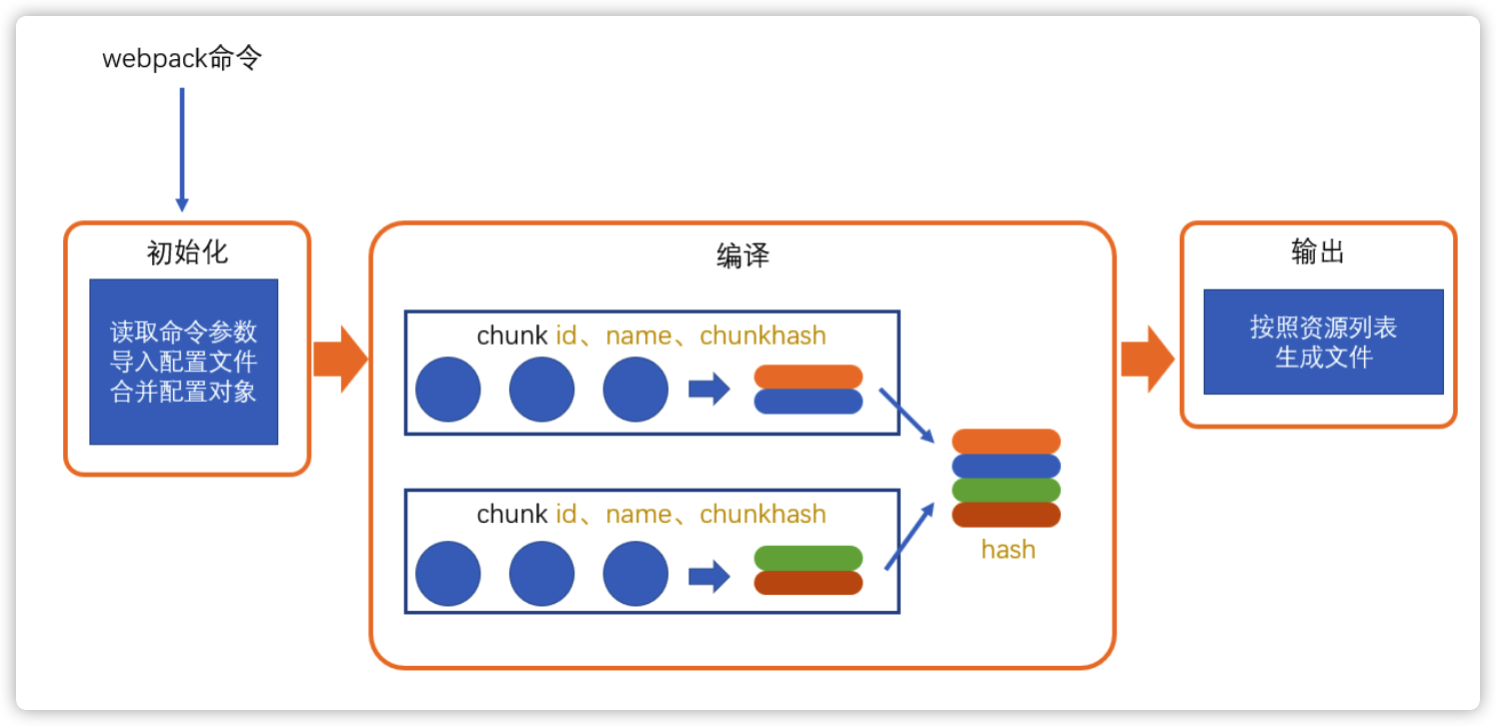 webpack命令
初始化
读取命令参数
导入配置文件
合并配置对象
编译
chunk id、name、chunkhash
chunk id、name、chunkhash
hash
输出
按照资源列表
生成文件